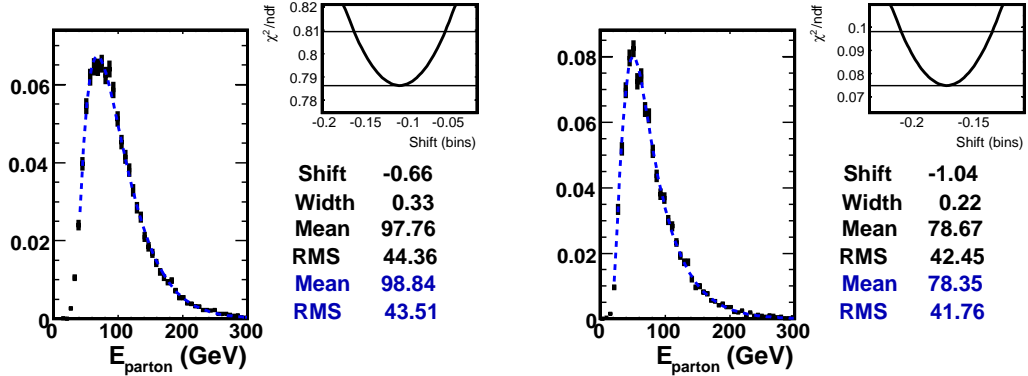 0.06
0.04
0.02
0
0 100 200 300
E_parton (GeV)
χ²/ndf
0.81
0.8
0.79
0.78
-0.2 -0.15 -0.1 -0.05
Shift (bins)
Shift -0.66
Width 0.33
Mean 97.76
RMS 44.36
Mean 98.84
RMS 43.51
0.08
0.06
0.04
0.02
0
0 100 200 300
E_parton (GeV)
χ²/ndf
0.1
0.09
0.08
0.07
-0.2 -0.15
Shift (bins)
Shift -1.04
Width 0.22
Mean 78.67
RMS 42.45
Mean 78.35
RMS 41.76